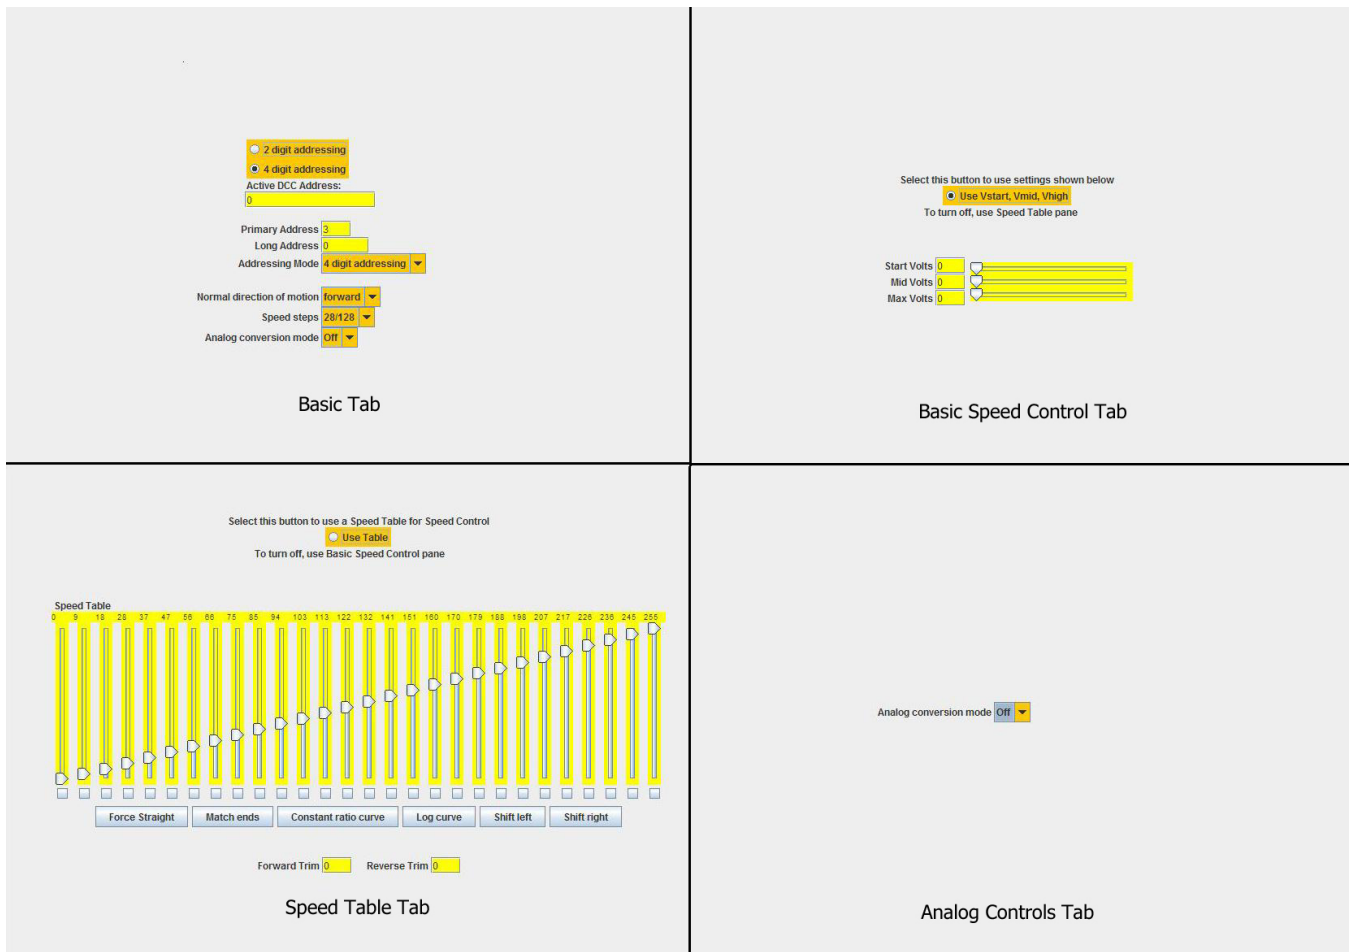 2 digit addressing
4 digit addressing
Active DCC Address:
0
Primary Address 3
Long Address 0
Addressing Mode 4 digit addressing
Normal direction of motion forward
Speed steps 28/128
Analog conversion mode Off
Basic Tab
Select this button to use settings shown below
Use Vstart, Vmid, Vhigh
To turn off, use Speed Table pane
Start Volts 0
Mid Volts 0
Max Volts 0
Basic Speed Control Tab
Select this button to use a Speed Table for Speed Control
Use Table
To turn off, use Basic Speed Control pane
Speed Table
0 9 18 28 37 47 56 66 75 85 94 103 113 122 132 141 151 160 170 179 188 198 207 217 226 236 245 255
Force Straight Match ends Constant ratio curve Log curve Shift left Shift right
Forward Trim 0 Reverse Trim 0
Speed Table Tab
Analog conversion mode Off
Analog Controls Tab